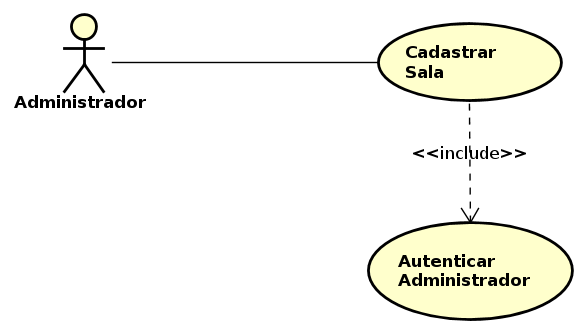 Cadastrar
Sala
Administrador
<<include>>
Autenticar
Administrador